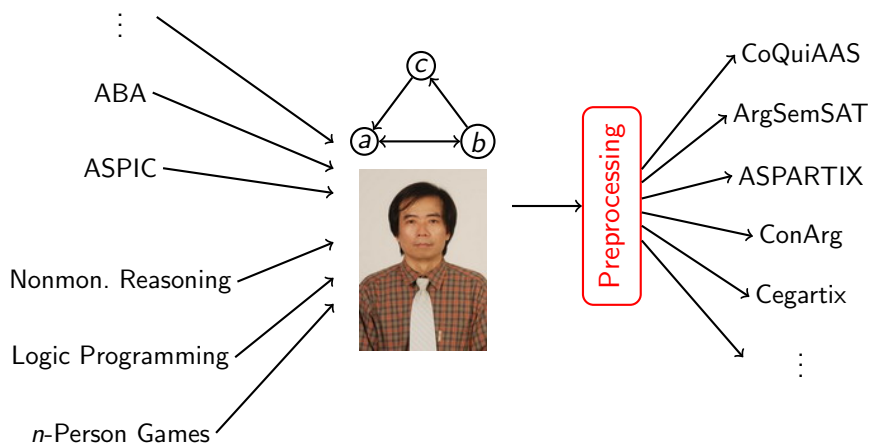 ⋮
ABA
ASPIC
Nonmon. Reasoning
Logic Programming
n-Person Games
c
a
b
Preprocessing
CoQuiAAS
ArgSemSAT
ASPARTIX
ConArg
Cegartix
⋮